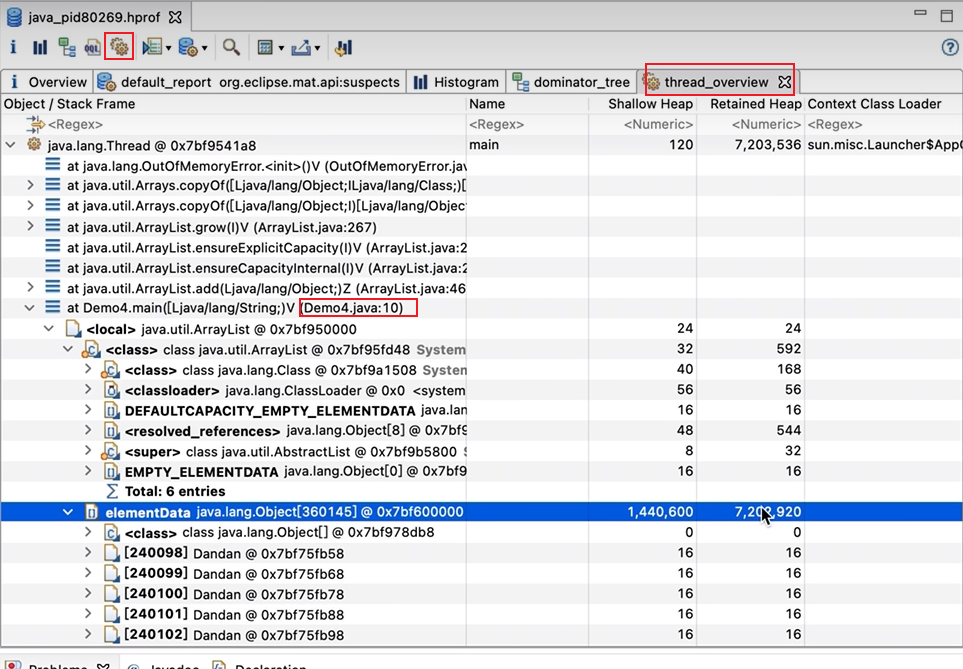 java_pid80269.hprof
i OQL ?
i Overview default_report org.eclipse.mat.api:suspects Histogram dominator_tree thread_overview
Object / Stack Frame Name Shallow Heap Retained Heap Context Class Loader
<Regex> <Regex> <Numeric> <Numeric> <Regex>
java.lang.Thread @ 0x7bf9541a8 main 120 7,203,536 sun.misc.Launcher$AppC
at java.lang.OutOfMemoryError.<init>()V (OutOfMemoryError.jav
at java.util.Arrays.copyOf([Ljava/lang/Object;ILjava/lang/Class;)[
at java.util.Arrays.copyOf([Ljava/lang/Object;I)[Ljava/lang/Object
at java.util.ArrayList.grow(I)V (ArrayList.java:267)
at java.util.ArrayList.ensureExplicitCapacity(I)V (ArrayList.java:2
at java.util.ArrayList.ensureCapacityInternal(I)V (ArrayList.java:2
at java.util.ArrayList.add(Ljava/lang/Object;)Z (ArrayList.java:46
at Demo4.main([Ljava/lang/String;)V (Demo4.java:10)
<local> java.util.ArrayList @ 0x7bf950000 24 24
<class> class java.util.ArrayList @ 0x7bf95fd48 System 32 592
<class> class java.lang.Class @ 0x7bf9a1508 System 40 168
<classloader> java.lang.ClassLoader @ 0x0 <system 56 56
DEFAULTCAPACITY_EMPTY_ELEMENTDATA java.lan 16 16
<resolved_references> java.lang.Object[8] @ 0x7bf9 48 544
<super> class java.util.AbstractList @ 0x7bf9b5800 S 8 32
EMPTY_ELEMENTDATA java.lang.Object[0] @ 0x7bf9 16 16
Σ Total: 6 entries
elementData java.lang.Object[360145] @ 0x7bf600000 1,440,600
<class> class java.lang.Object[] @ 0x7bf978db8 0 0
[240098] Dandan @ 0x7bf75fb58 16 16
[240099] Dandan @ 0x7bf75fb68 16 16
[240100] Dandan @ 0x7bf75fb78 16 16
[240101] Dandan @ 0x7bf75fb88 16 16
[240102] Dandan @ 0x7bf75fb98 16 16
Problems Javadoc Declaration